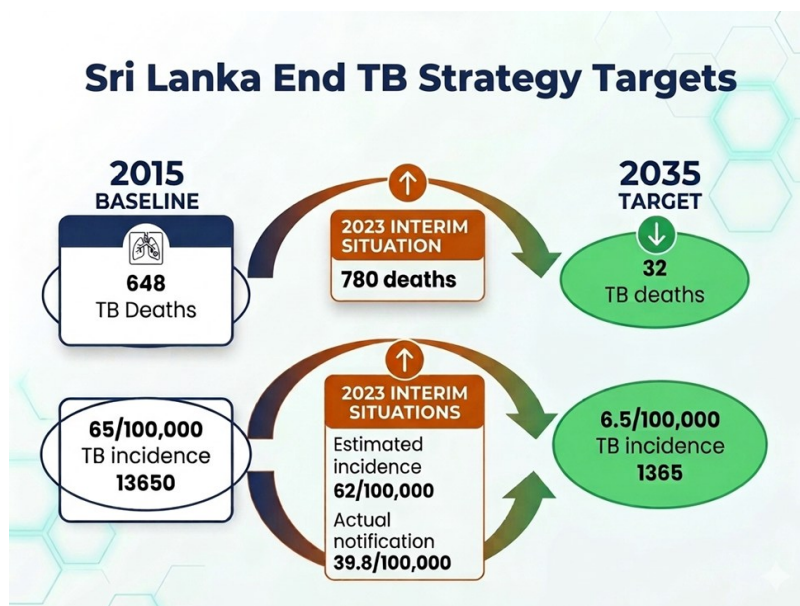 Sri Lanka End TB Strategy Targets
2015
BASELINE
648
TB Deaths
2023 INTERIM
SITUATION
780 deaths
2035
TARGET
32
TB deaths
65/100,000
TB incidence
13650
2023 INTERIM
SITUATIONS
Estimated
incidence
62/100,000
Actual
notification
39.8/100,000
6.5/100,000
TB incidence
1365